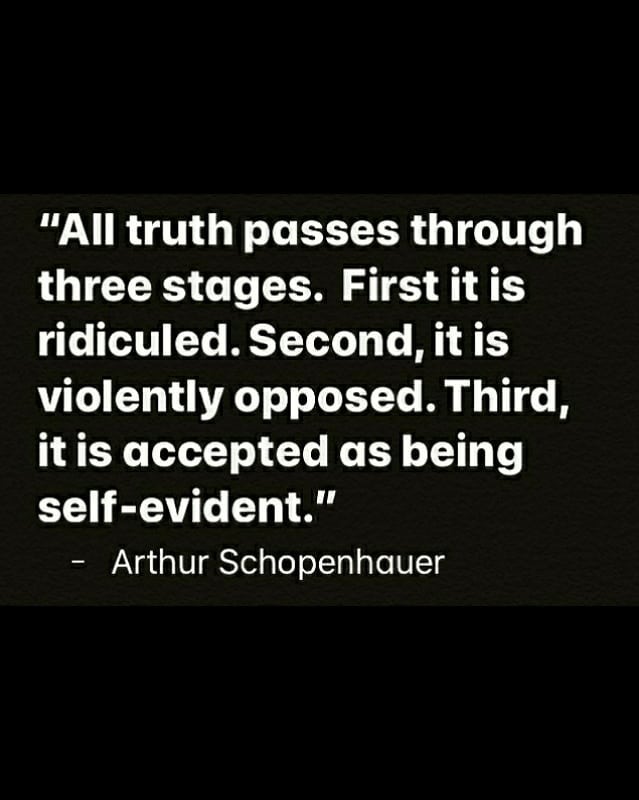 "All truth passes through
three stages.  First it is
ridiculed. Second, it is
violently opposed. Third,
it is accepted as being
self-evident."
-  Arthur Schopenhauer